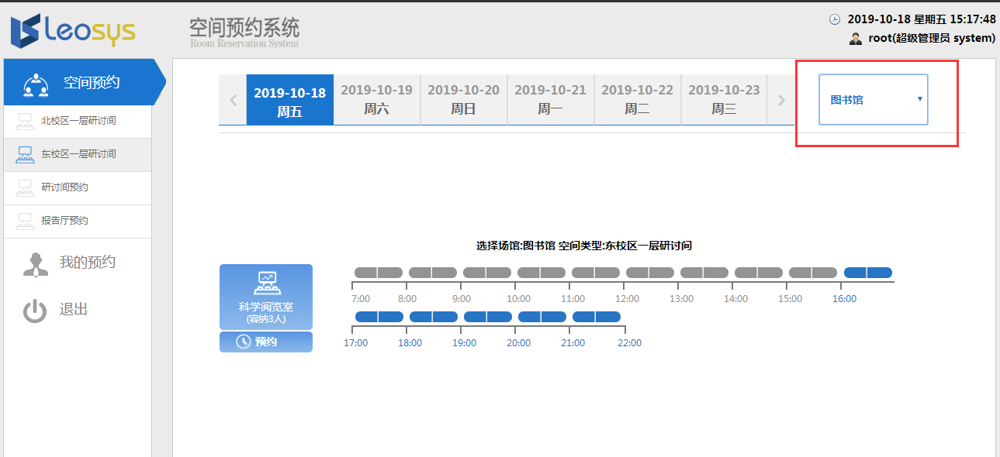 Leosys
空间预约系统
Room Reservation System
2019-10-18 星期五 15:17:48
root(超级管理员 system)
空间预约
北校区一层研讨间
东校区一层研讨间
研讨间预约
报告厅预约
我的预约
退出
2019-10-18
周五
2019-10-19
周六
2019-10-20
周日
2019-10-21
周一
2019-10-22
周二
2019-10-23
周三
图书馆
选择场馆:图书馆 空间类型:东校区一层研讨间
科学阅览室
(容纳3人)
预约
7:00 8:00 9:00 10:00 11:00 12:00 13:00 14:00 15:00 16:00
17:00 18:00 19:00 20:00 21:00 22:00